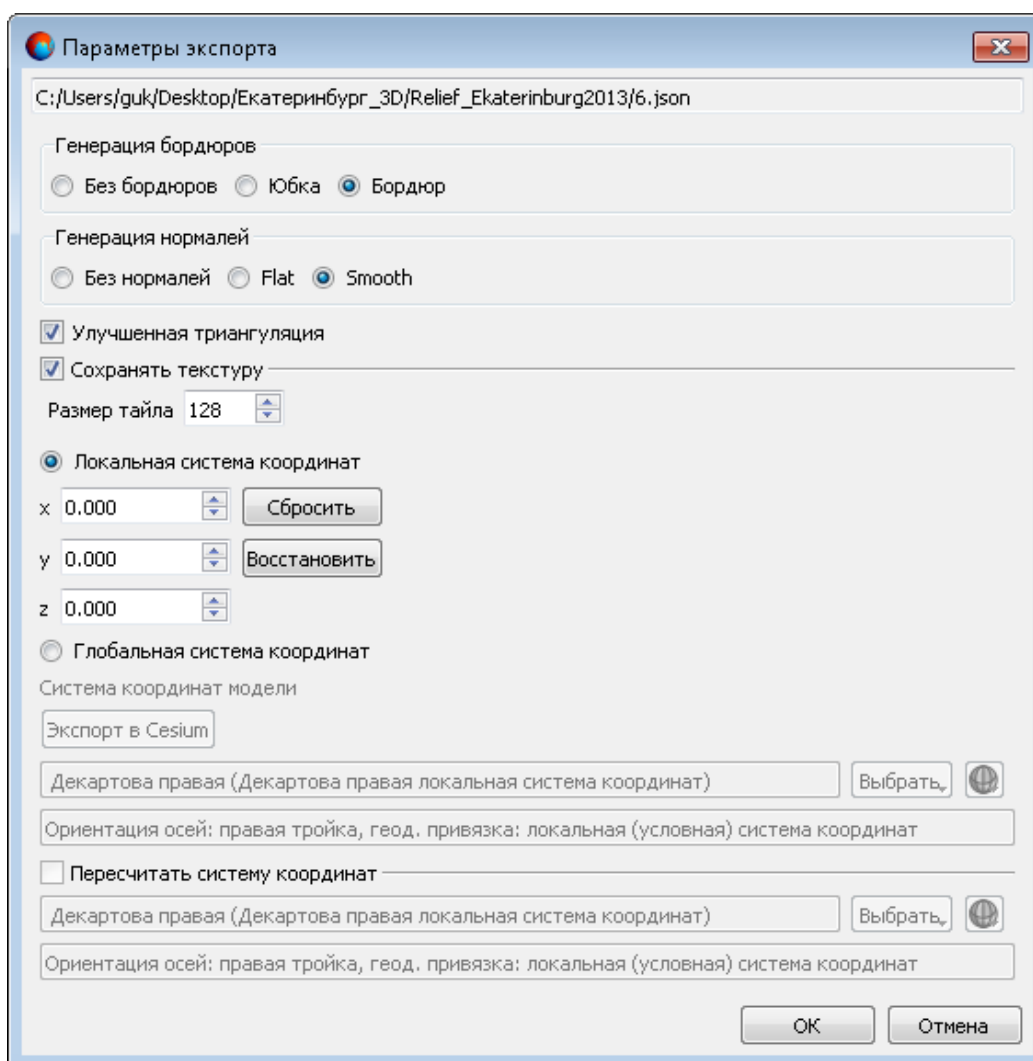 Параметры экспорта
C:/Users/guk/Desktop/Екатеринбург_3D/Relief_Ekaterinburg2013/6.json
Генерация бордюров
Без бордюров Юбка Бордюр
Генерация нормалей
Без нормалей Flat Smooth
Улучшенная триангуляция
Сохранять текстуру
Размер тайла 128
Локальная система координат
x 0.000 Сбросить
y 0.000 Восстановить
z 0.000
Глобальная система координат
Система координат модели
Экспорт в Cesium
Декартова правая (Декартова правая локальная система координат) Выбрать
Ориентация осей: правая тройка, геод. привязка: локальная (условная) система координат
Пересчитать систему координат
Декартова правая (Декартова правая локальная система координат) Выбрать
Ориентация осей: правая тройка, геод. привязка: локальная (условная) система координат
OK Отмена